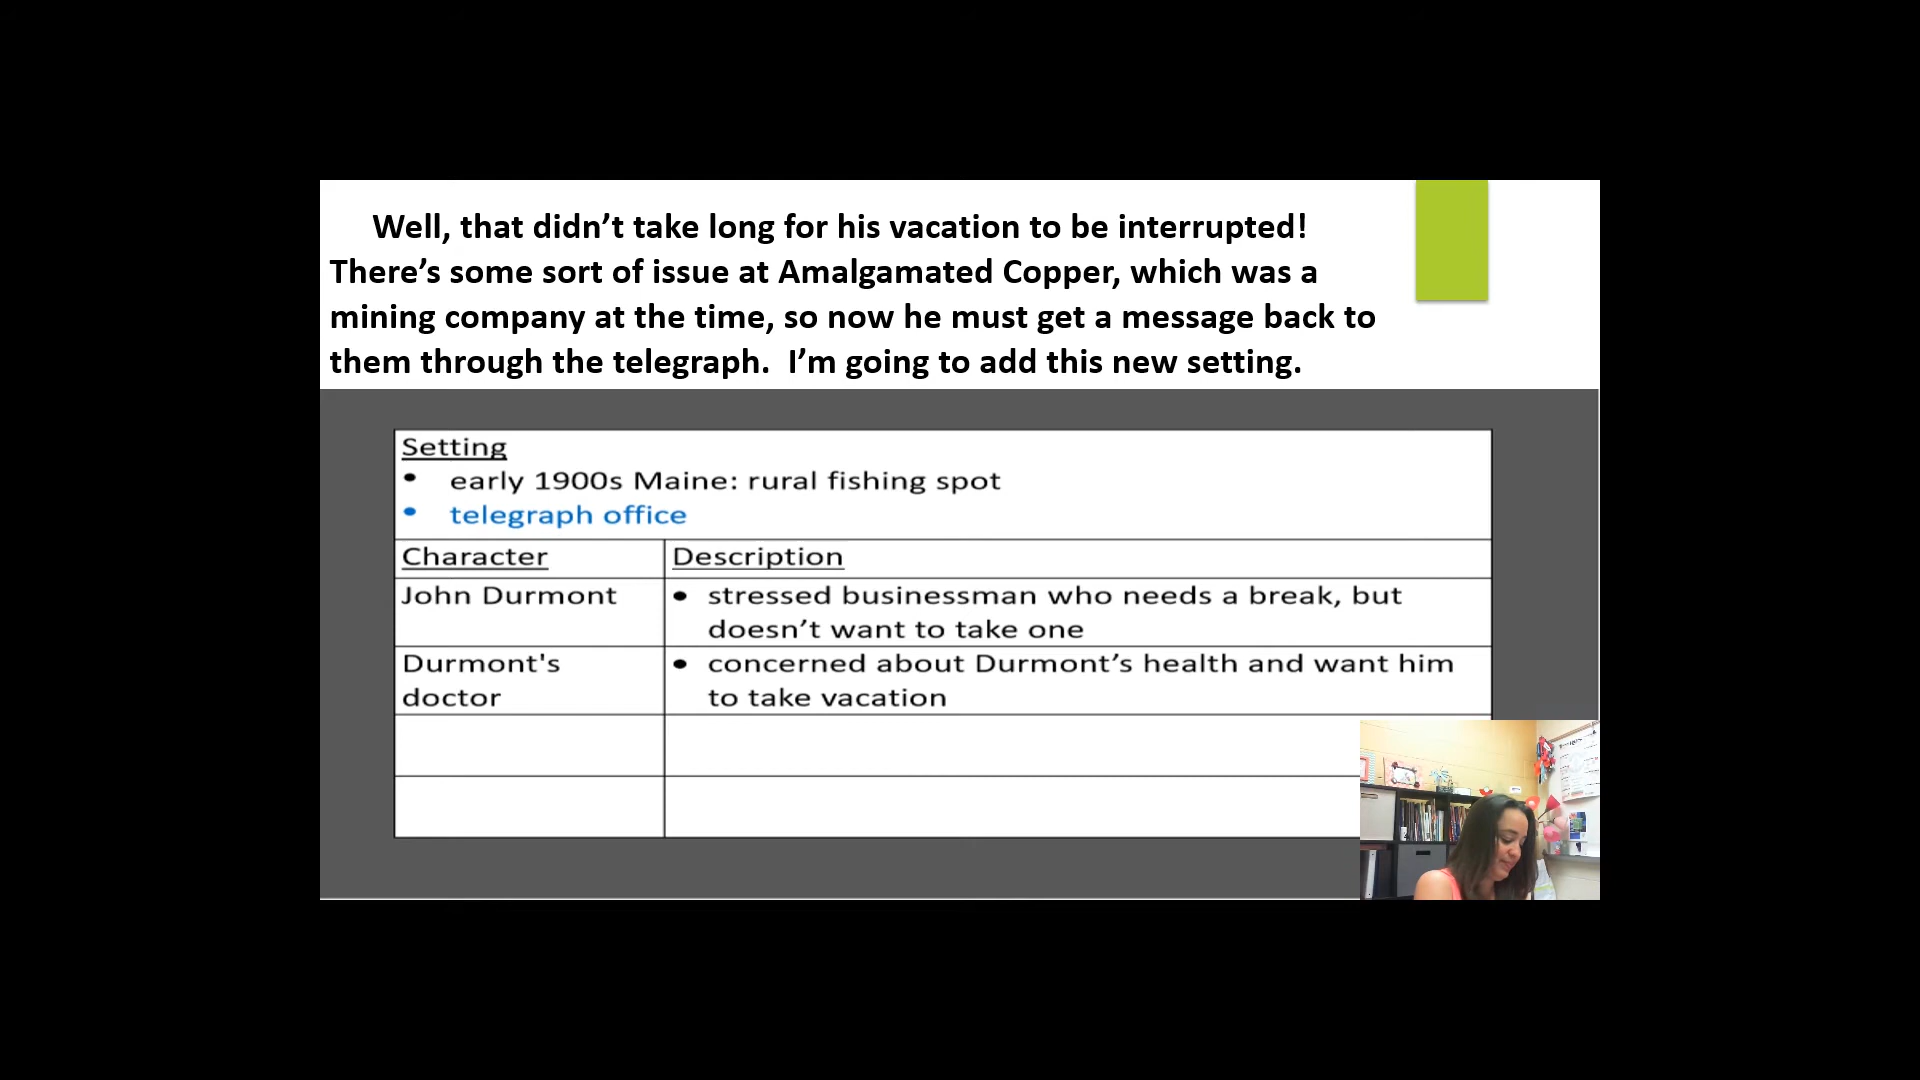 Well, that didn’t take long for his vacation to be interrupted!
There’s some sort of issue at Amalgamated Copper, which was a
mining company at the time, so now he must get a message back to
them through the telegraph.  I’m going to add this new setting.
Setting
• early 1900s Maine: rural fishing spot
• telegraph office
Character Description
John Durmont • stressed businessman who needs a break, but
doesn’t want to take one
Durmont's • concerned about Durmont’s health and want him
doctor to take vacation